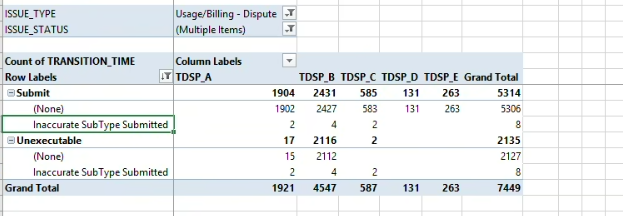 ISSUE_TYPE Usage/Billing - Dispute
ISSUE_STATUS (Multiple Items)
Count of TRANSITION_TIME Column Labels
Row Labels TDSP_A TDSP_B TDSP_C TDSP_D TDSP_E Grand Total
Submit 1904 2431 585 131 263 5314
(None) 1902 2427 583 131 263 5306
Inaccurate SubType Submitted 2 4 2 8
Unexecutable 17 2116 2 2135
(None) 15 2112 2127
Inaccurate SubType Submitted 2 4 2 8
Grand Total 1921 4547 587 131 263 7449